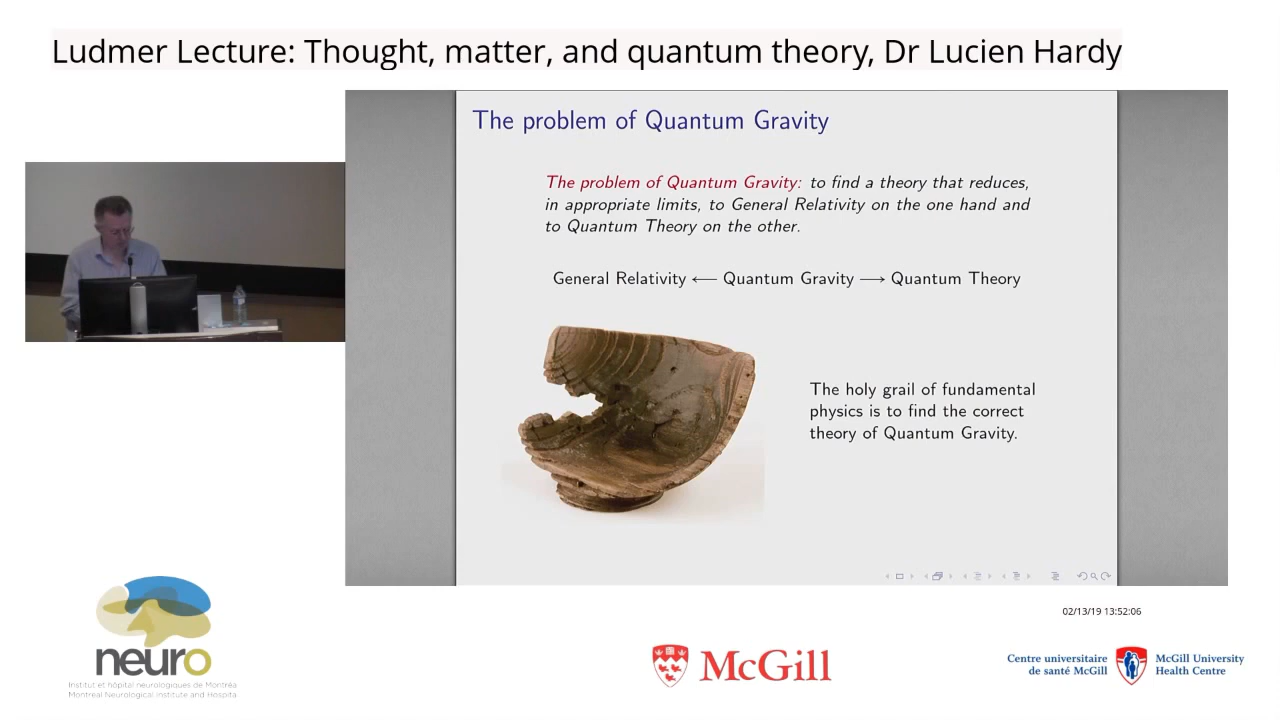 Ludmer Lecture: Thought, matter, and quantum theory, Dr Lucien Hardy
The problem of Quantum Gravity
The problem of Quantum Gravity: to find a theory that reduces,
in appropriate limits, to General Relativity on the one hand and
to Quantum Theory on the other.
General Relativity ⟵ Quantum Gravity ⟶ Quantum Theory
The holy grail of fundamental
physics is to find the correct
theory of Quantum Gravity.
02/13/19 13:52:06
neuro
Institut et hôpital neurologiques de Montréal
Montreal Neurological Institute and Hospital
McGill
Centre universitaire
de santé McGill
McGill University
Health Centre